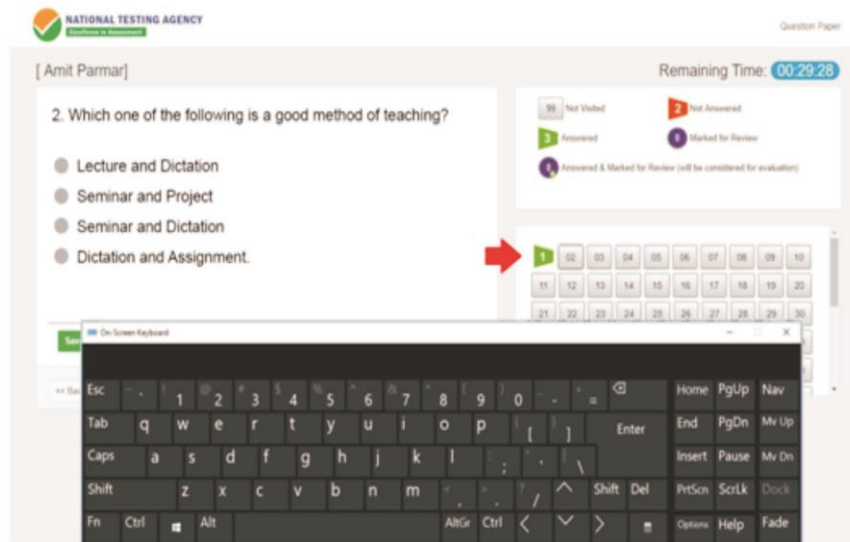 NATIONAL TESTING AGENCY
Excellence in Assessment
Question Paper
[ Amit Parmar]
Remaining Time: 00:29:28
2. Which one of the following is a good method of teaching?
Lecture and Dictation
Seminar and Project
Seminar and Dictation
Dictation and Assignment.
95 Not Visited
2 Not Answered
3 Answered
Marked for Review
Answered & Marked for Review (will be considered for evaluation)
1 02 03 04 05 06 07 08 09 10
11 12 13 14 15 16 17 18 19 20
21 22 23 24 25 26 27 28 29 30
On-Screen Keyboard
Esc ~ ` ! 1 @ 2 # 3 $ 4 % 5 ^ 6 & 7 * 8 ( 9 ) 0 _ - + = Home PgUp Nav
Tab q w e r t y u i o p { [ } ] Enter End PgDn Mv Up
Caps a s d f g h j k l : ; " ' | \ Insert Pause Mv Dn
Shift z x c v b n m < , > . ? / Shift Del PrtScn ScrLk Dock
Fn Ctrl Alt AltGr Ctrl Options Help Fade